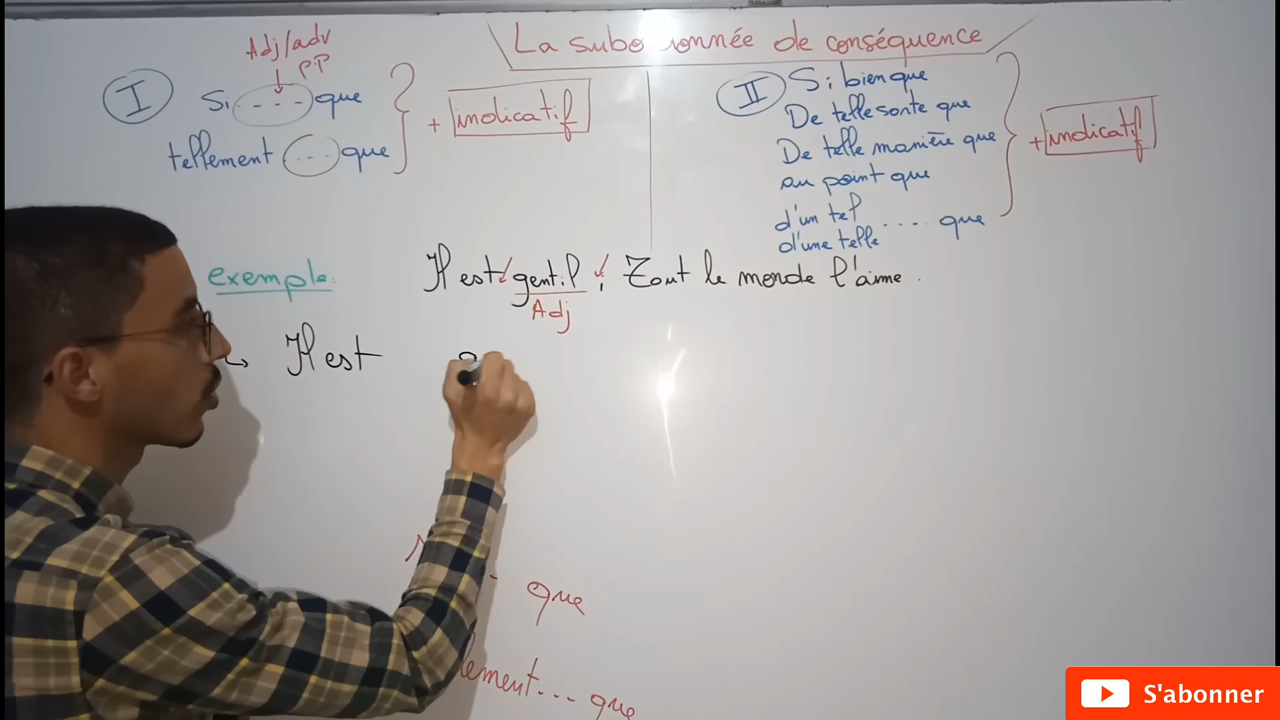 La subordonnée de conséquence
Adj/adv
P.P
I
Si --- que
tellement --- que
+ indicatif
II
Si bien que
De telle sorte que
De telle manière que
au point que
d'un tel
d'une telle .... que
+ indicatif
exemple:
Il est gentil ; Tout le monde l'aime.
Adj
↳ Il est
que
... que
S'abonner